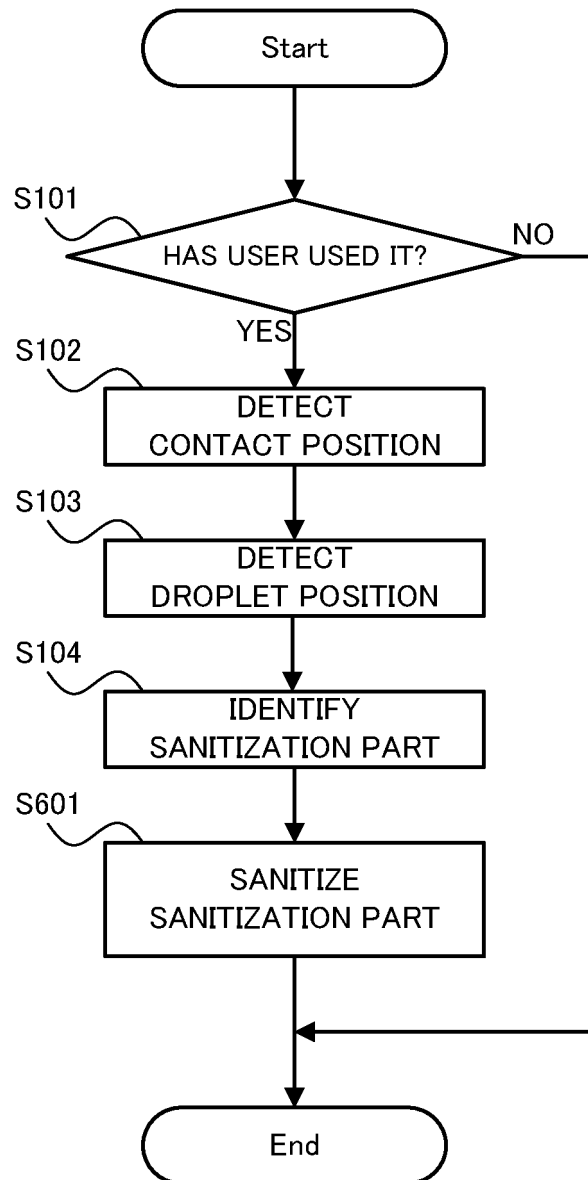 Start
S101
HAS USER USED IT?
NO
YES
S102
DETECT
CONTACT POSITION
S103
DETECT
DROPLET POSITION
S104
IDENTIFY
SANITIZATION PART
S601
SANITIZE
SANITIZATION PART
End